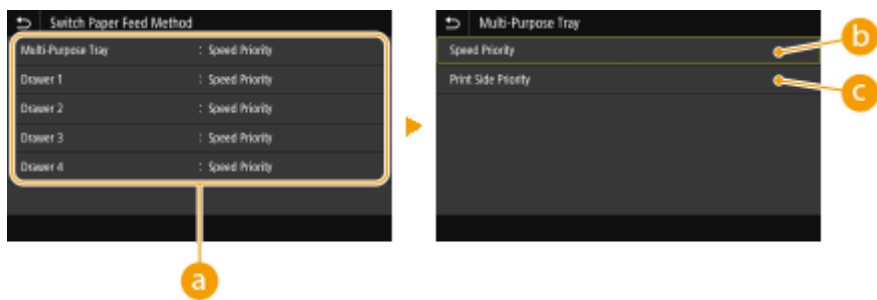 Switch Paper Feed Method
Multi-Purpose Tray : Speed Priority
Drawer 1 : Speed Priority
Drawer 2 : Speed Priority
Drawer 3 : Speed Priority
Drawer 4 : Speed Priority
a
Multi-Purpose Tray
Speed Priority
Print Side Priority
b
c